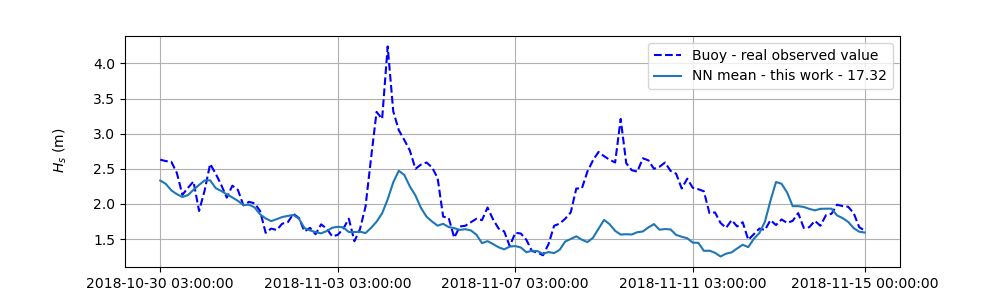 Buoy - real observed value
NN mean - this work - 17.32
4.0
3.5
3.0
2.5
2.0
1.5
Hs (m)
2018-10-30 03:00:00 2018-11-03 03:00:00 2018-11-07 03:00:00 2018-11-11 03:00:00 2018-11-15 00:00:00